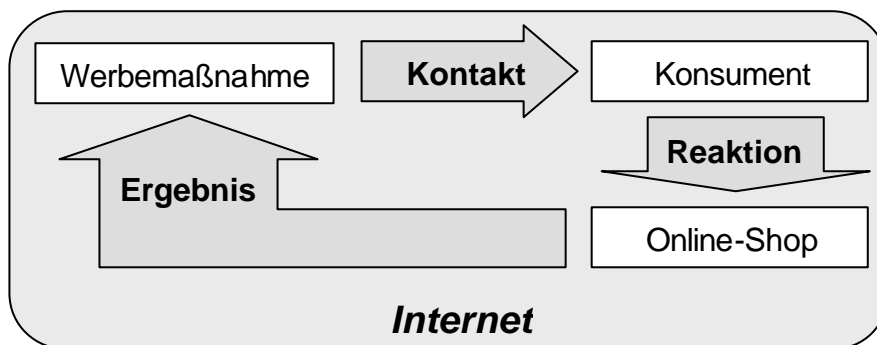 Werbemaßnahme
Kontakt
Konsument
Reaktion
Ergebnis
Online-Shop
Internet